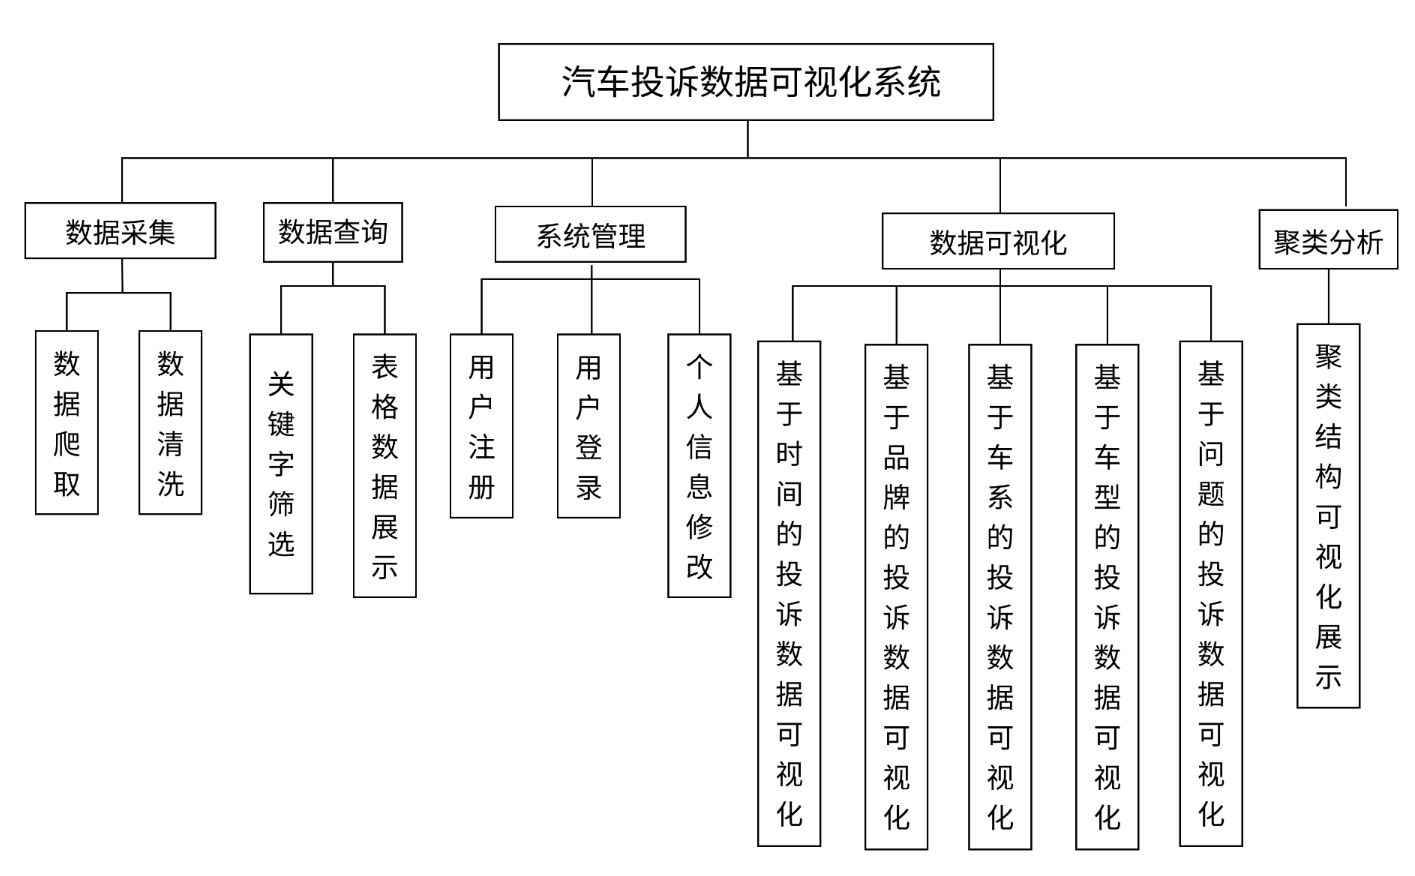 汽车投诉数据可视化系统
数据采集
数据查询
系统管理
数据可视化
聚类分析
数据爬取
数据清洗
关键字筛选
表格数据展示
用户注册
用户登录
个人信息修改
基于时间的投诉数据可视化
基于品牌的投诉数据可视化
基于车系的投诉数据可视化
基于车型的投诉数据可视化
基于问题的投诉数据可视化
聚类结构可视化展示